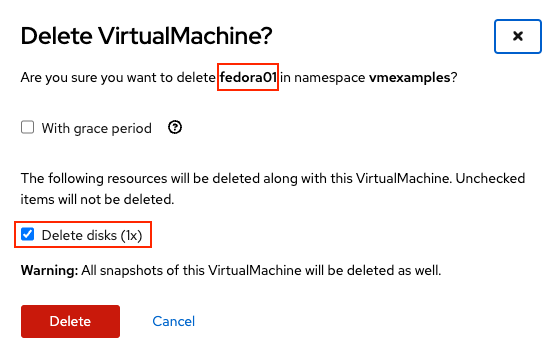 Delete VirtualMachine?
Are you sure you want to delete fedora01 in namespace vmexamples?
With grace period
The following resources will be deleted along with this VirtualMachine. Unchecked
items will not be deleted.
Delete disks (1x)
Warning: All snapshots of this VirtualMachine will be deleted as well.
Delete Cancel